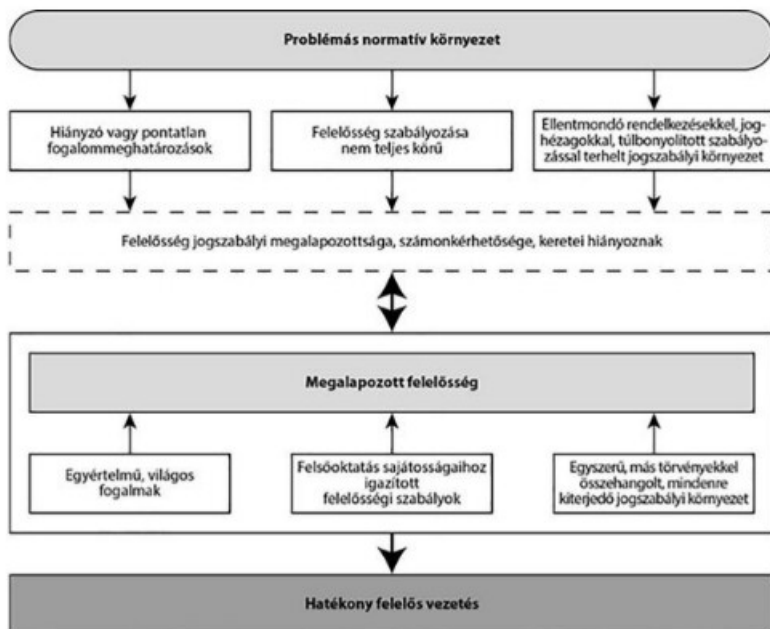 Problémás normatív környezet
Hiányzó vagy pontatlan
fogalommeghatározások
Felelősség szabályozása
nem teljes körű
Ellentmondó rendelkezésekkel, jog-
hézagokkal, túlbonyolított szabályo-
zással terhelt jogszabályi környezet
Felelősség jogszabályi megalapozottsága, számonkérhetősége, keretei hiányoznak
Megalapozott felelősség
Egyértelmű, világos
fogalmak
Felsőoktatás sajátosságaihoz
igazított
felelősségi szabályok
Egyszerű, más törvényekkel
összehangolt, mindenre
kiterjedő jogszabályi környezet
Hatékony felelős vezetés